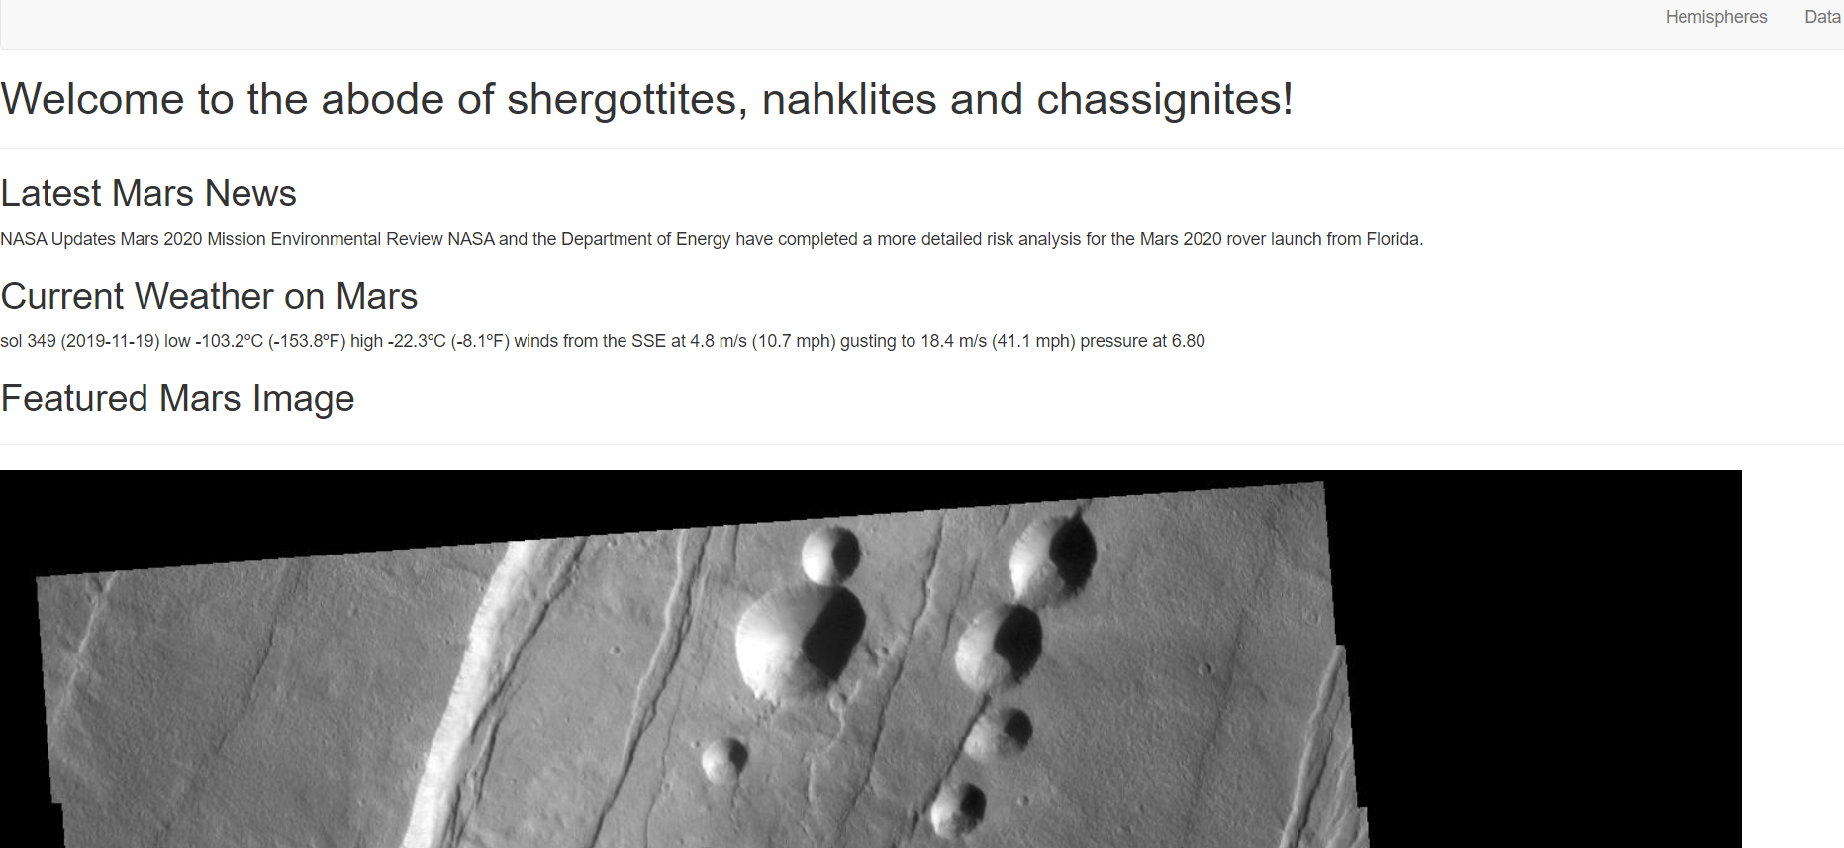 Hemispheres Data
Welcome to the abode of shergottites, nahklites and chassignites!
Latest Mars News
NASA Updates Mars 2020 Mission Environmental Review NASA and the Department of Energy have completed a more detailed risk analysis for the Mars 2020 rover launch from Florida.
Current Weather on Mars
sol 349 (2019-11-19) low -103.2ºC (-153.8ºF) high -22.3ºC (-8.1ºF) winds from the SSE at 4.8 m/s (10.7 mph) gusting to 18.4 m/s (41.1 mph) pressure at 6.80
Featured Mars Image